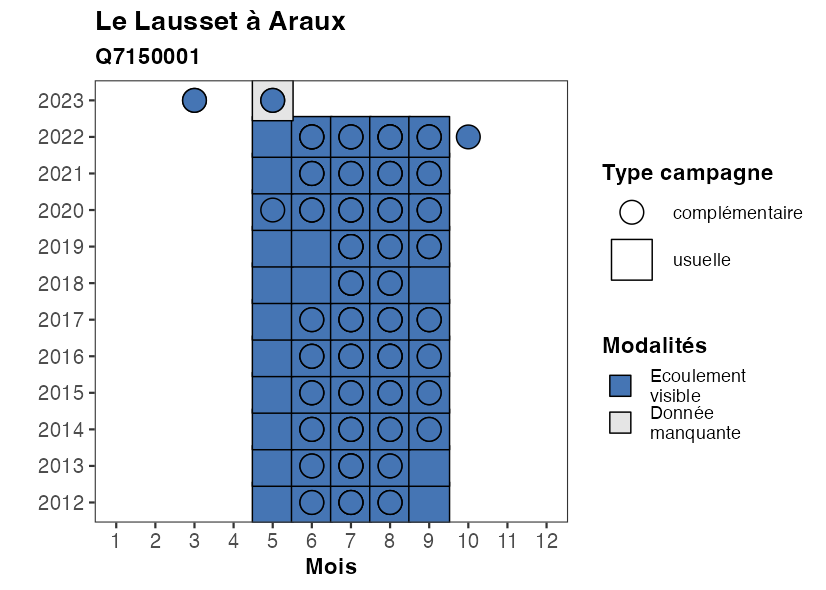 Le Lausset à Araux
Q7150001
2023
2022
2021
2020
2019
2018
2017
2016
2015
2014
2013
2012
1 2 3 4 5 6 7 8 9 10 11 12
Mois
Type campagne
complémentaire
usuelle
Modalités
Ecoulement
visible
Donnée
manquante